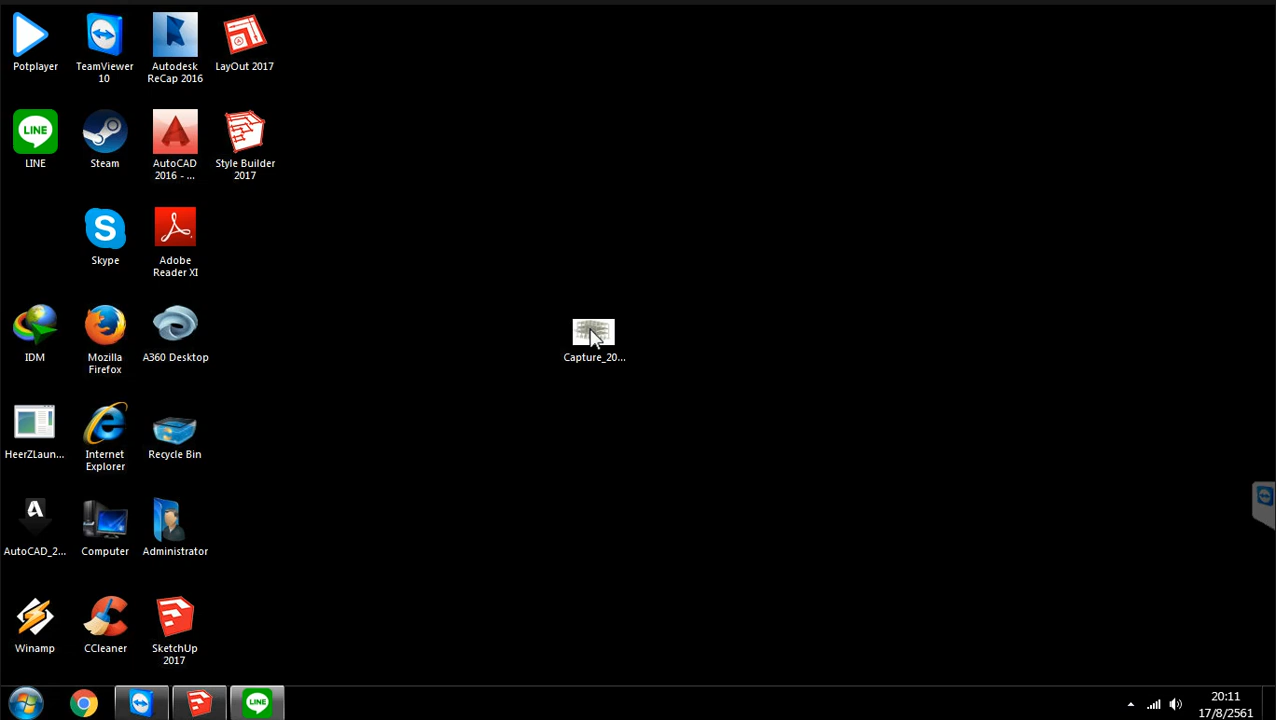 Potplayer
TeamViewer
10
Autodesk
ReCap 2016
LayOut 2017
LINE
LINE
Steam
AutoCAD
2016 - ...
Style Builder
2017
S
Skype
Adobe
Reader XI
IDM
Mozilla
Firefox
A360 Desktop
Capture_20...
HeerZLaun...
Internet
Explorer
Recycle Bin
A
AutoCAD_2...
Computer
Administrator
Winamp
CCleaner
SketchUp
2017
LINE
20:11
17/8/2561